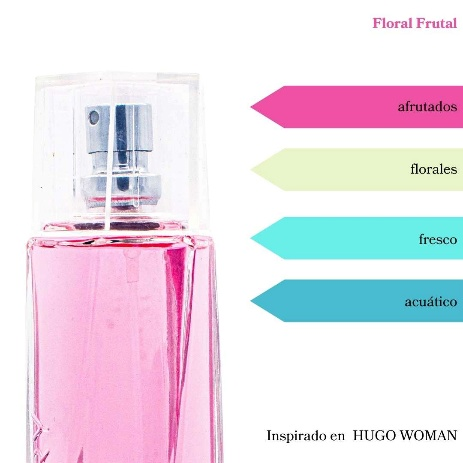 Floral Frutal
afrutados
florales
fresco
acuático
Inspirado en HUGO WOMAN